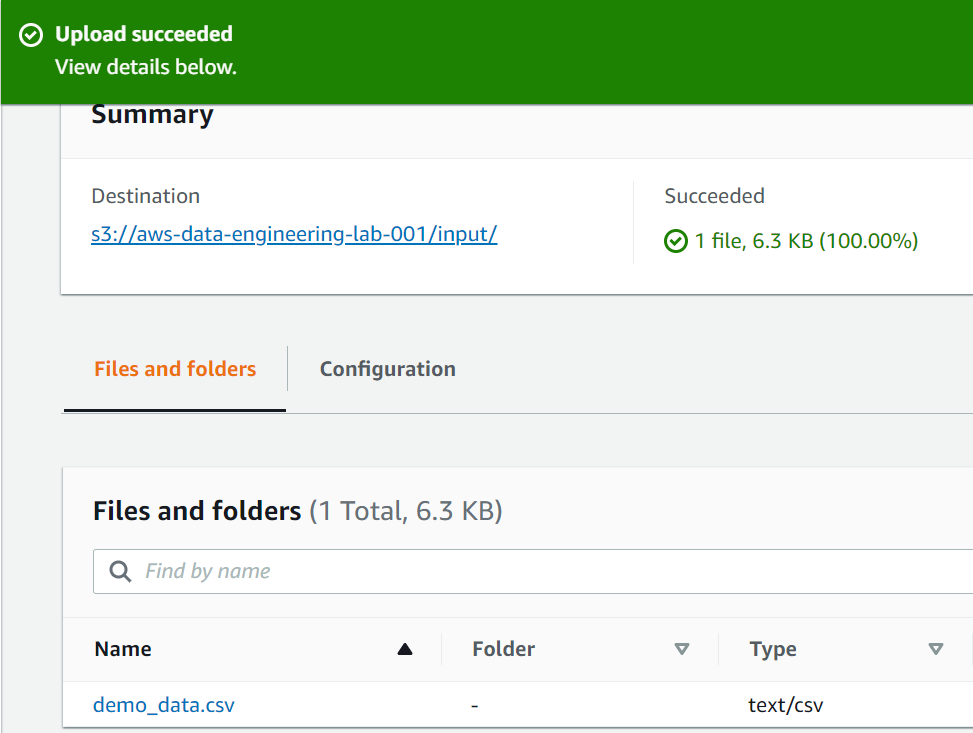 Upload succeeded
View details below.
Summary
Destination
Succeeded
s3://aws-data-engineering-lab-001/input/
1 file, 6.3 KB (100.00%)
Files and folders
Configuration
Files and folders (1 Total, 6.3 KB)
Find by name
Name Folder Type
demo_data.csv - text/csv